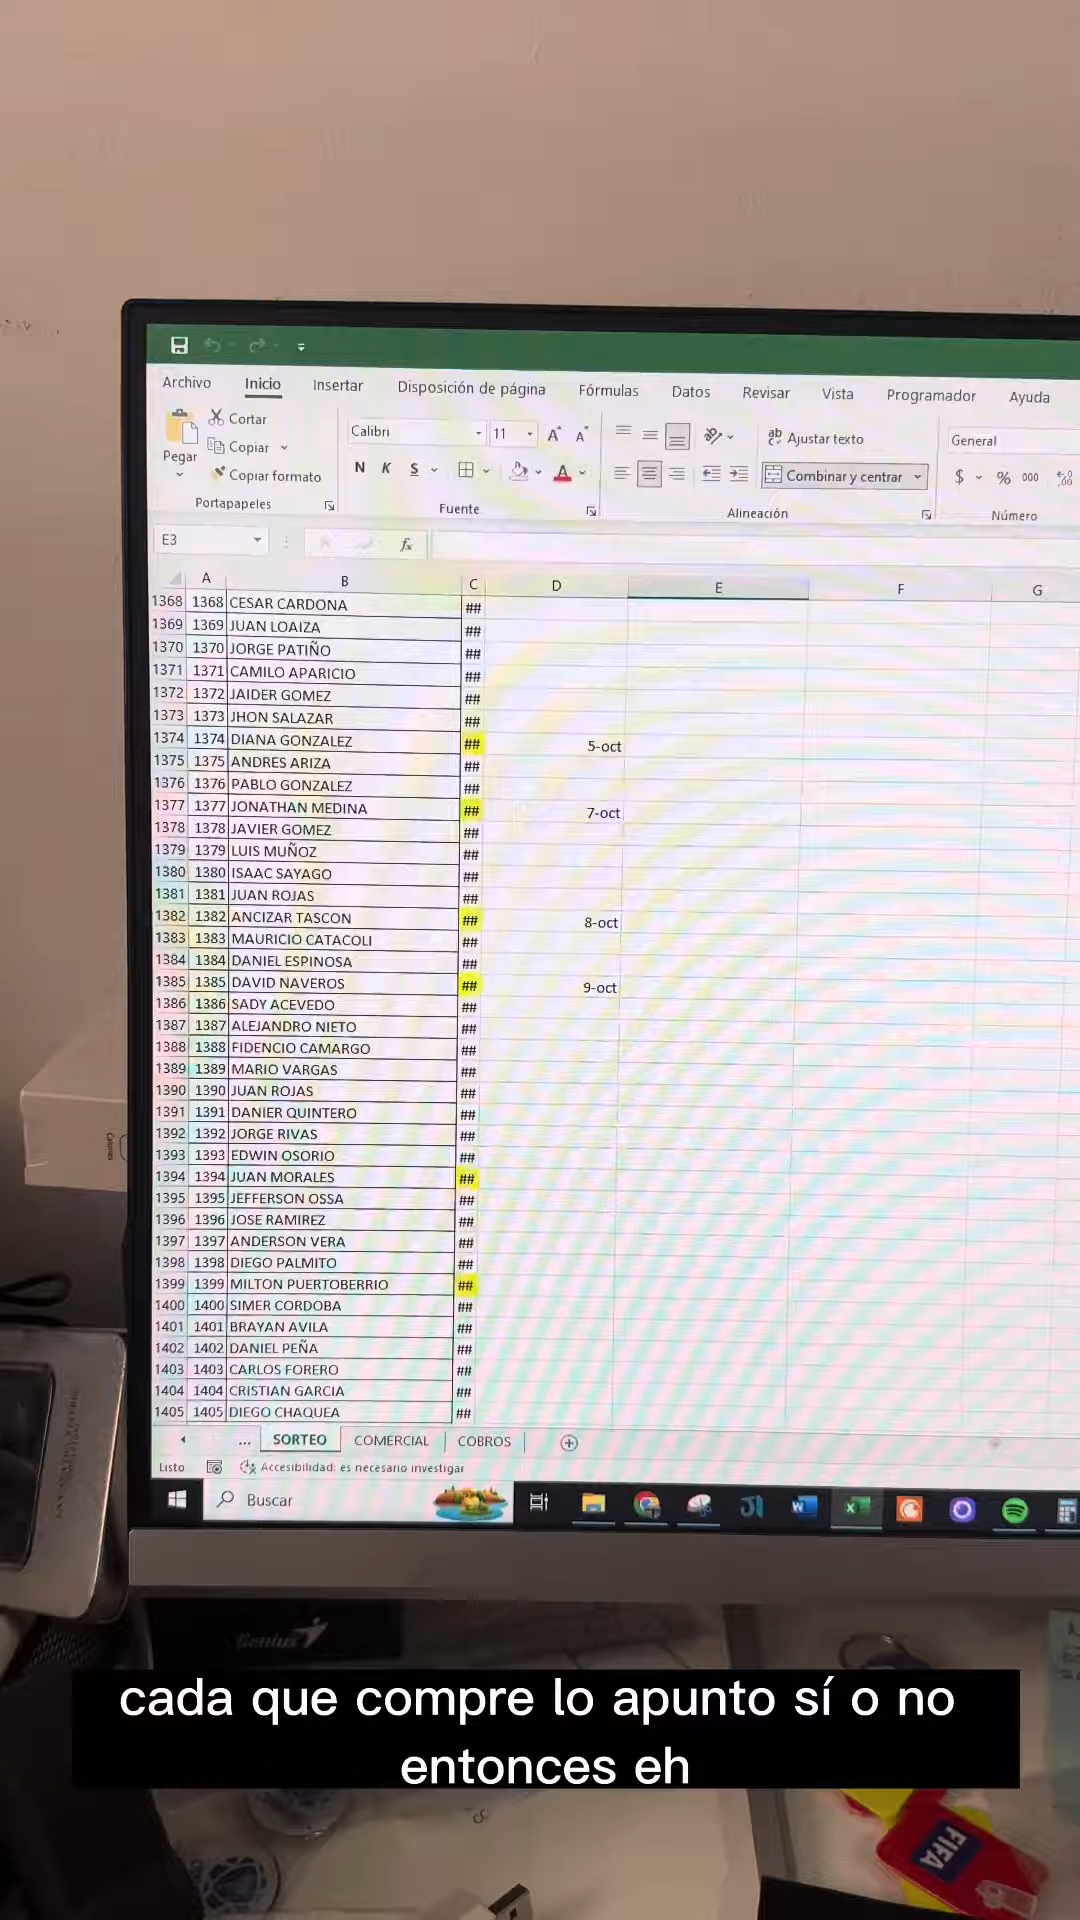 Archivo Inicio Insertar Disposición de página Fórmulas Datos Revisar Vista Programador Ayuda
Pegar
Cortar
Copiar
Copiar formato
Portapapeles
Calibri 11
N K S
Fuente
Ajustar texto
Combinar y centrar
Alineación
General
$ % 000
Número
E3 fx
A B C D E F G
1368 1368 CESAR CARDONA ##
1369 1369 JUAN LOAIZA ##
1370 1370 JORGE PATIÑO ##
1371 1371 CAMILO APARICIO ##
1372 1372 JAIDER GOMEZ ##
1373 1373 JHON SALAZAR ##
1374 1374 DIANA GONZALEZ ## 5-oct
1375 1375 ANDRES ARIZA ##
1376 1376 PABLO GONZALEZ ##
1377 1377 JONATHAN MEDINA ## 7-oct
1378 1378 JAVIER GOMEZ ##
1379 1379 LUIS MUÑOZ ##
1380 1380 ISAAC SAYAGO ##
1381 1381 JUAN ROJAS ##
1382 1382 ANCIZAR TASCON ## 8-oct
1383 1383 MAURICIO CATACOLI ##
1384 1384 DANIEL ESPINOSA ##
1385 1385 DAVID NAVEROS ## 9-oct
1386 1386 SADY ACEVEDO ##
1387 1387 ALEJANDRO NIETO ##
1388 1388 FIDENCIO CAMARGO ##
1389 1389 MARIO VARGAS ##
1390 1390 JUAN ROJAS ##
1391 1391 DANIER QUINTERO ##
1392 1392 JORGE RIVAS ##
1393 1393 EDWIN OSORIO ##
1394 1394 JUAN MORALES ##
1395 1395 JEFFERSON OSSA ##
1396 1396 JOSE RAMIREZ ##
1397 1397 ANDERSON VERA ##
1398 1398 DIEGO PALMITO ##
1399 1399 MILTON PUERTOBERRIO ##
1400 1400 SIMER CORDOBA ##
1401 1401 BRAYAN AVILA ##
1402 1402 DANIEL PEÑA ##
1403 1403 CARLOS FORERO ##
1404 1404 CRISTIAN GARCIA ##
1405 1405 DIEGO CHAQUEA ##
... SORTEO COMERCIAL COBROS
Listo Accesibilidad: es necesario investigar
Buscar
Genius
cada que compre lo apunto sí o no
entonces eh
FIFA